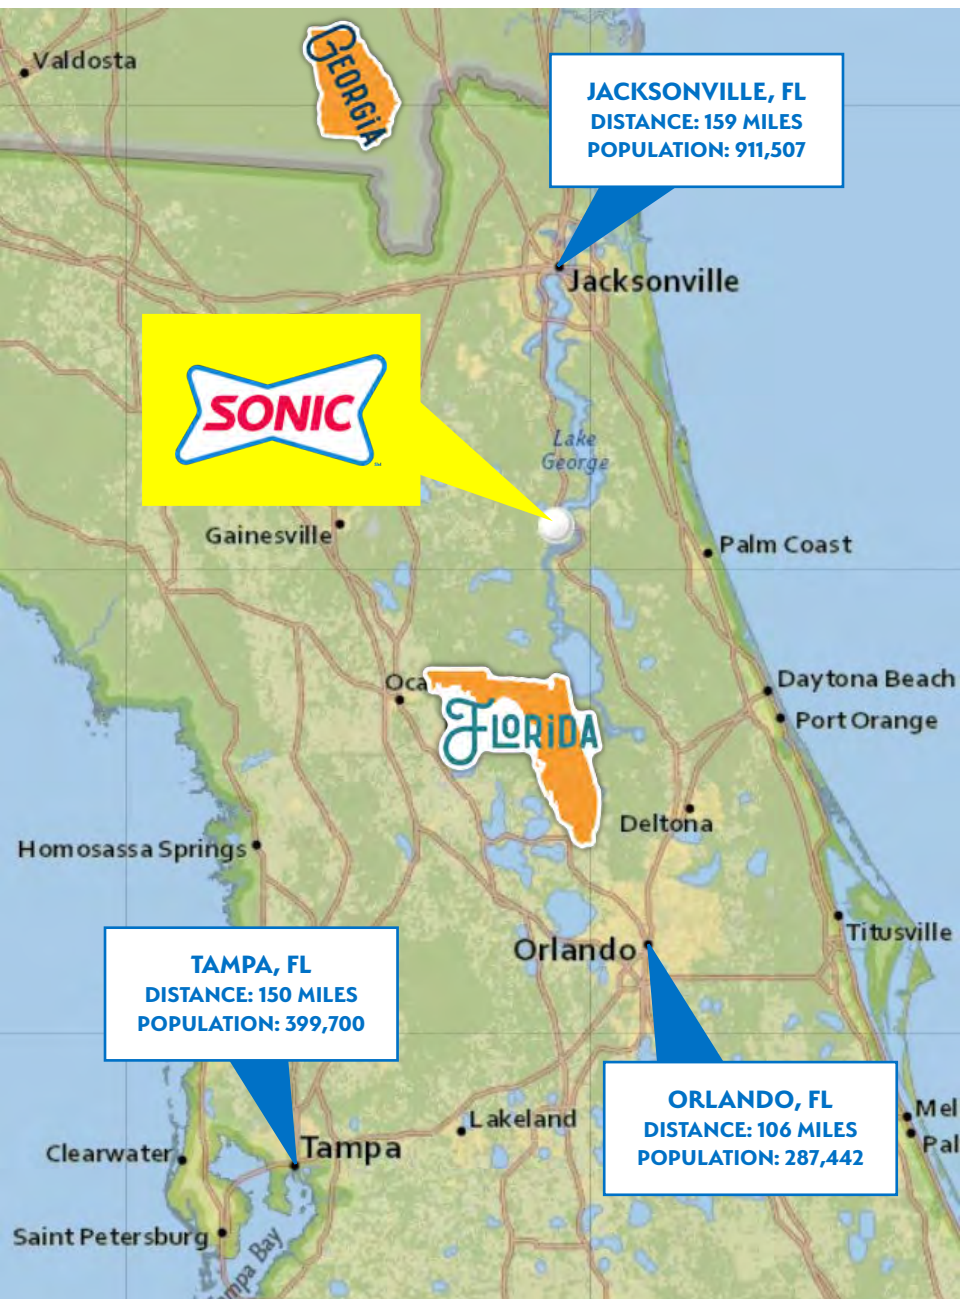 Valdosta
GEORGIA
JACKSONVILLE, FL
DISTANCE: 159 MILES
POPULATION: 911,507
Jacksonville
SONIC
SM
Lake
George
Gainesville
Palm Coast
Oca
FLORIDA
Daytona Beach
Port Orange
Deltona
Homosassa Springs
Titusville
Orlando
TAMPA, FL
DISTANCE: 150 MILES
POPULATION: 399,700
ORLANDO, FL
DISTANCE: 106 MILES
POPULATION: 287,442
Mel
Pal
Lakeland
Clearwater
Tampa
Saint Petersburg
mpa Bay